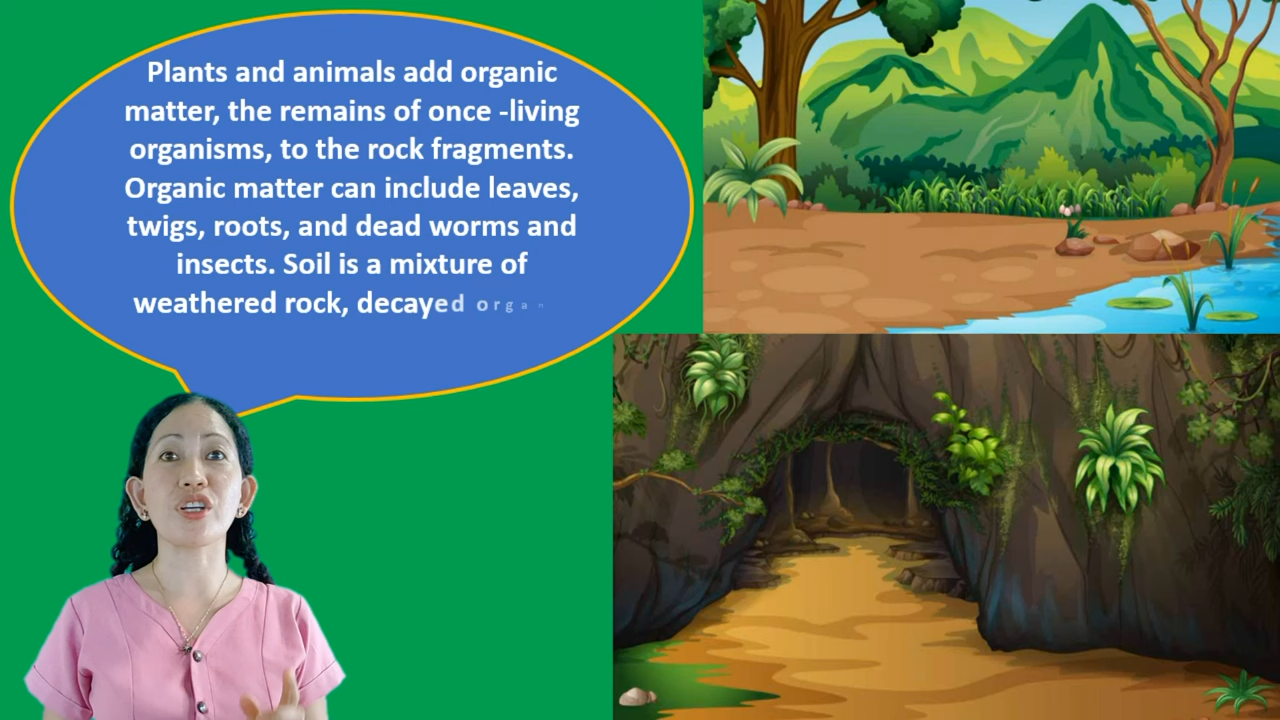 Plants and animals add organic
matter, the remains of once -living
organisms, to the rock fragments.
Organic matter can include leaves,
twigs, roots, and dead worms and
insects. Soil is a mixture of
weathered rock, decayed organ